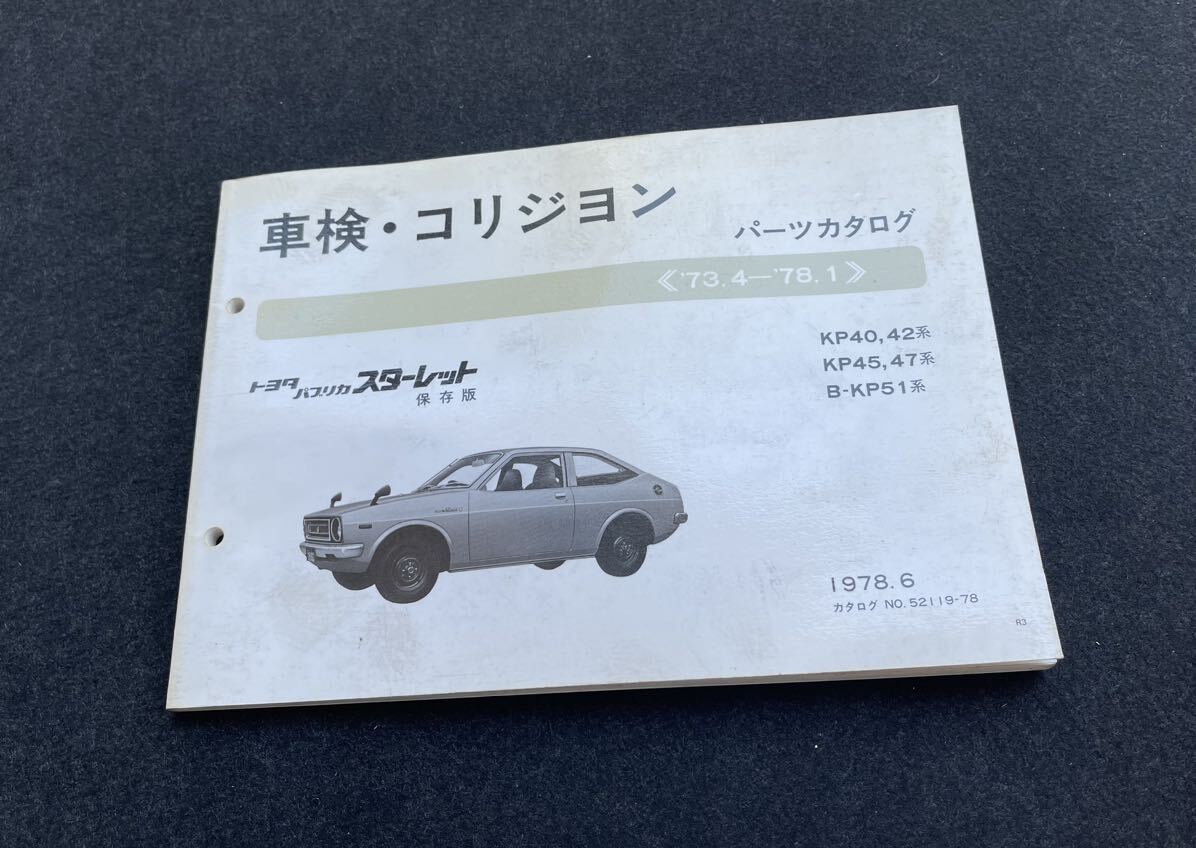 車検・コリジョン
パーツカタログ
《'73.4—'78.1》
KP40,42系
KP45,47系
B-KP51系
トヨタ パブリカ スターレット
保存版
1978.6
カタログ NO.52119-78
R3